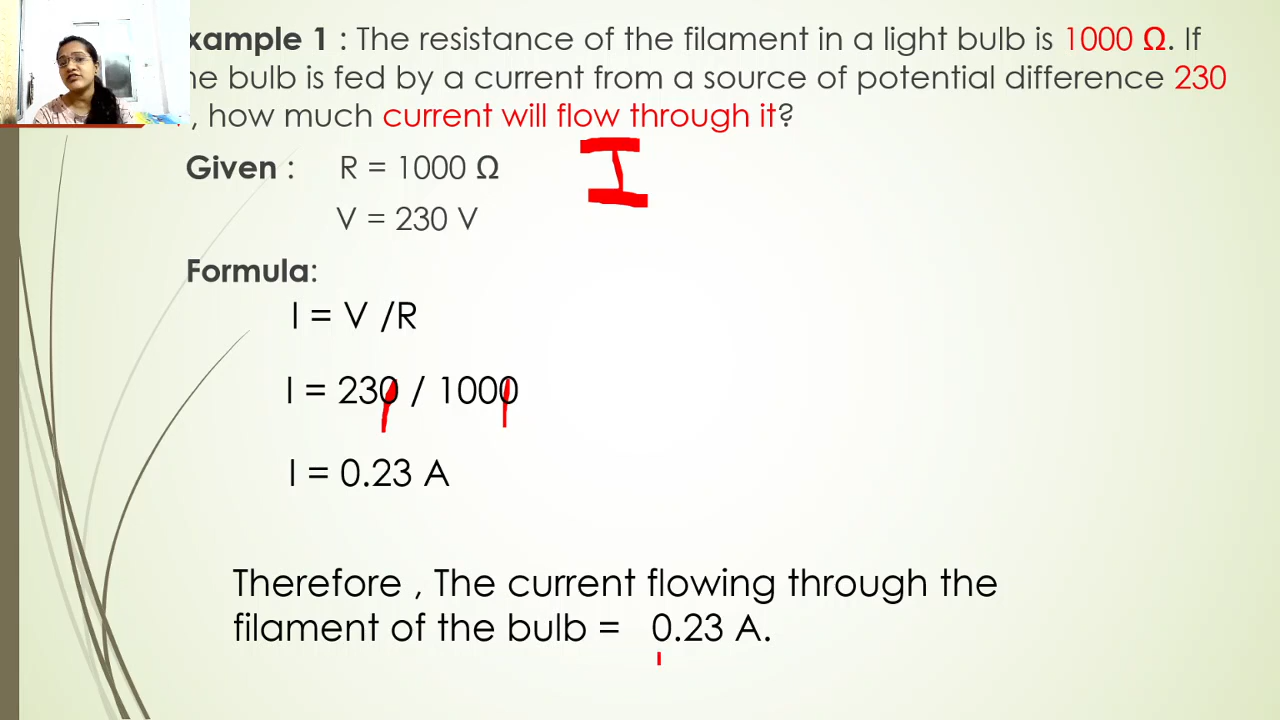 xample 1 : The resistance of the filament in a light bulb is 1000 Ω. If
he bulb is fed by a current from a source of potential difference 230
, how much current will flow through it?
Given : R = 1000 Ω
I
V = 230 V
Formula:
I = V /R
I = 230 / 1000
I = 0.23 A
Therefore , The current flowing through the
filament of the bulb = 0.23 A.